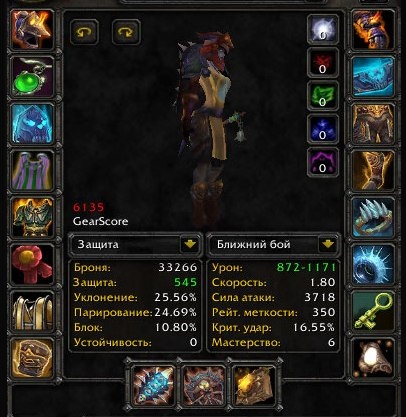 0
0
0
0
0
6135
GearScore
Защита Ближний бой
Броня: 33266 Урон: 872-1171
Защита: 545 Скорость: 1.80
Уклонение: 25.56% Сила атаки: 3718
Парирование: 24.69% Рейт. меткости: 350
Блок: 10.80% Крит. удар: 16.55%
Устойчивость: 0 Мастерство: 6